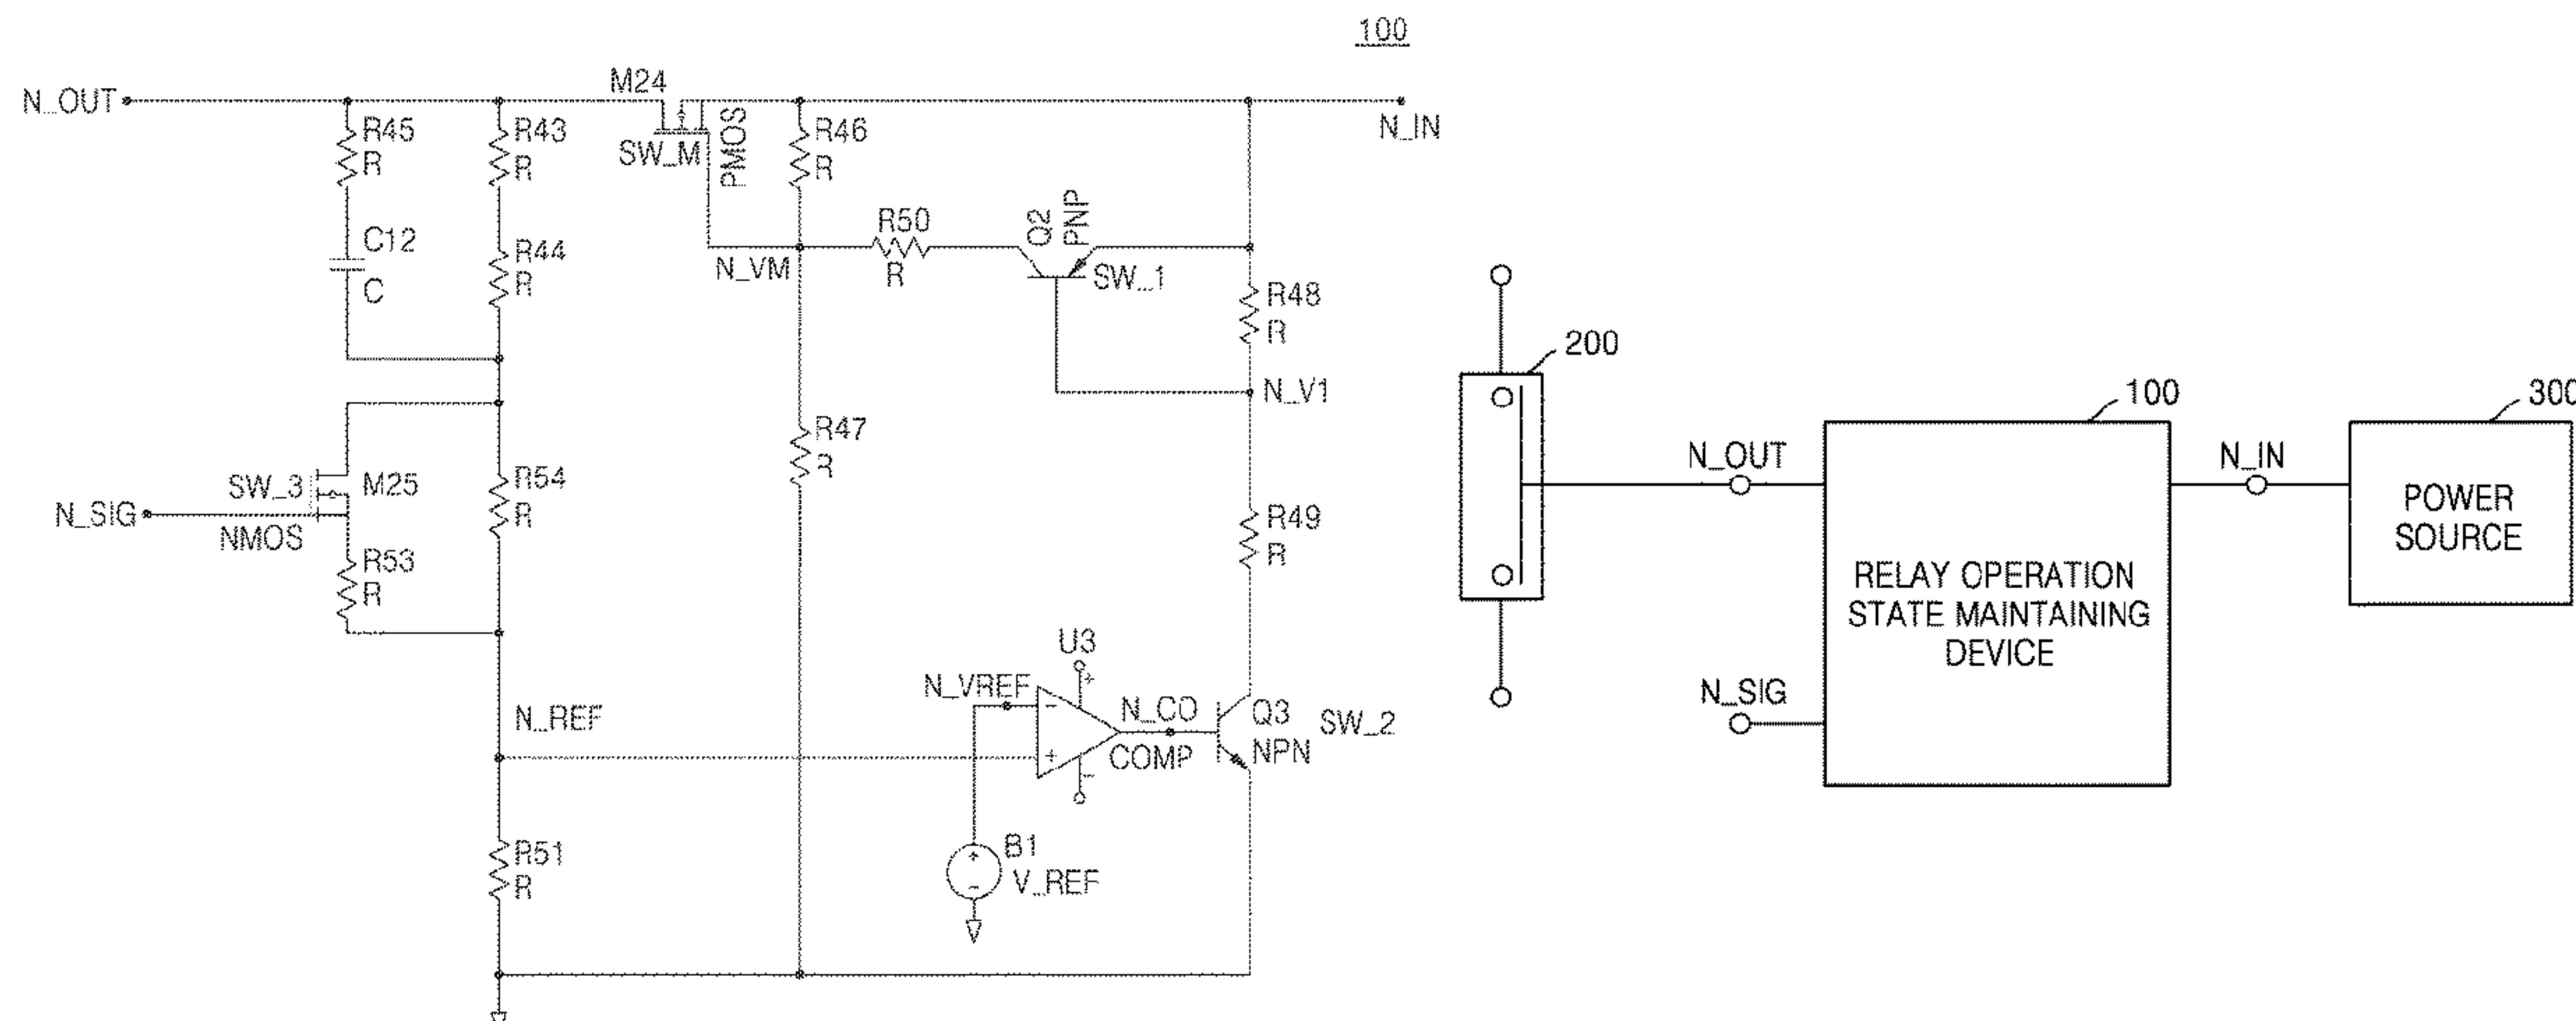 100
N_OUT
M24
SW_M
PMOS
N_IN
R45
R
R43
R
R46
R
C12
C
R44
R
N_VM
R50
R
Q2
PNP
SW_1
R48
R
N_V1
R47
R
SW_3
M25
N_SIG
NMOS
R54
R
R53
R
R49
R
N_REF
U3
+
-
N_VREF
-
+
N_CO
COMP
Q3
NPN
SW_2
R51
R
B1
V_REF
+
-
200
N_OUT
N_SIG
100
RELAY OPERATION
STATE MAINTAINING
DEVICE
N_IN
300
POWER
SOURCE